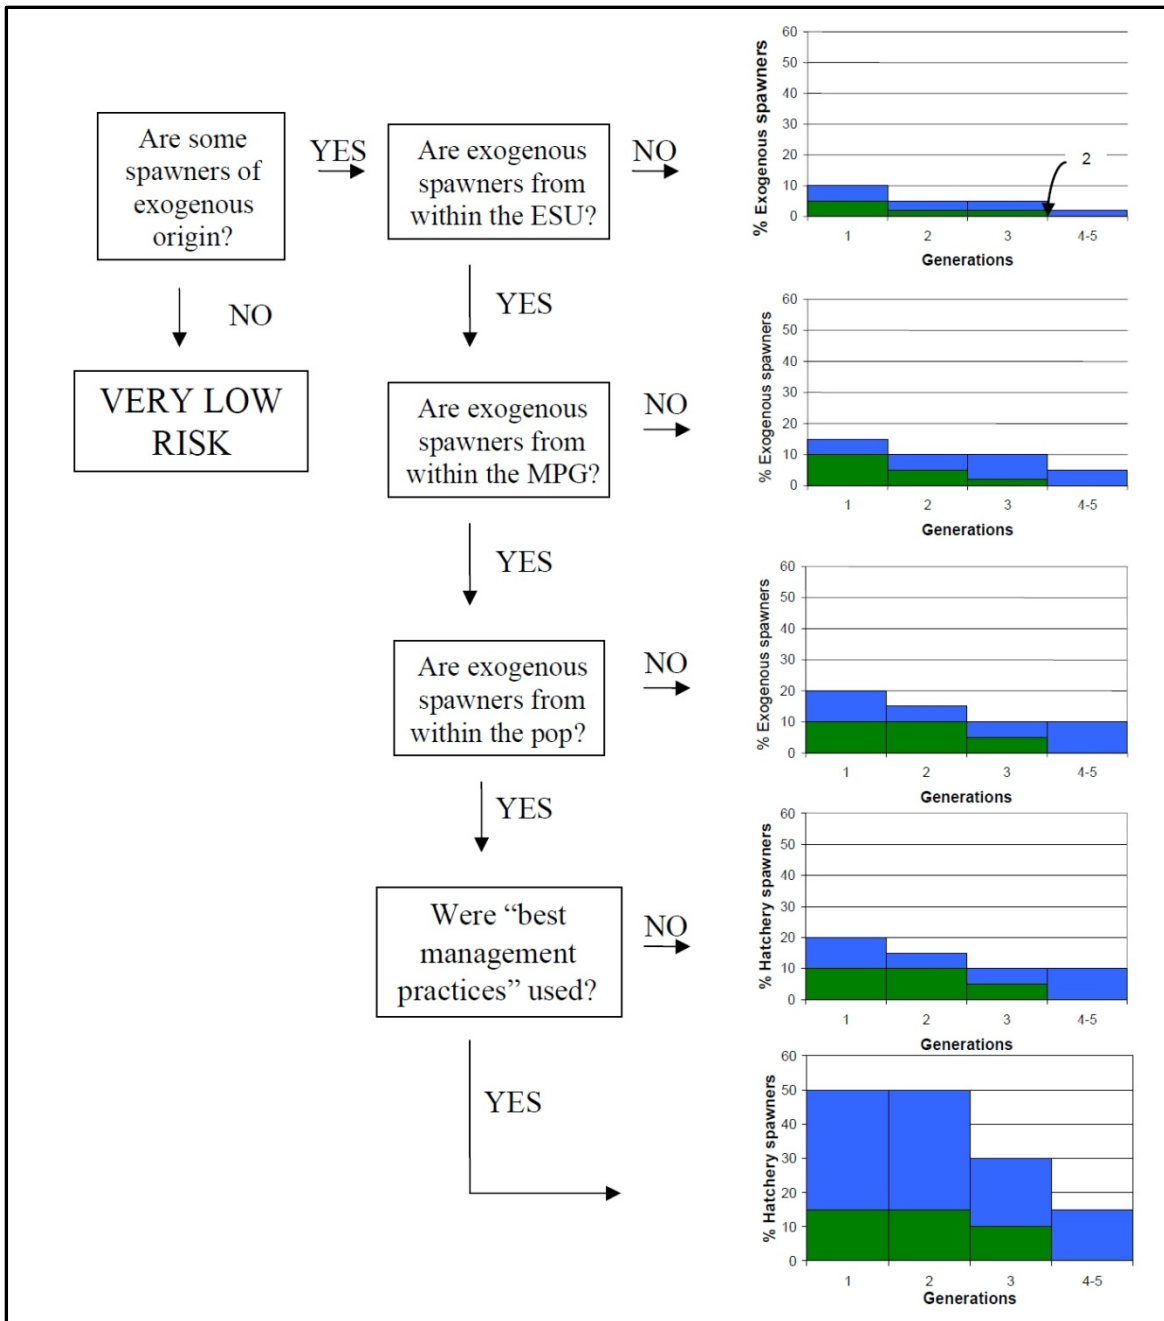 Are some
spawners of
exogenous
origin?
YES
Are exogenous
spawners from
within the ESU?
NO
% Exogenous spawners
60
50
40
30
20
10
0
2
1
2
3
4-5
Generations
NO
VERY LOW
RISK
YES
Are exogenous
spawners from
within the MPG?
NO
% Exogenous spawners
60
50
40
30
20
10
0
1
2
3
4-5
Generations
YES
Are exogenous
spawners from
within the pop?
NO
% Exogenous spawners
60
50
40
30
20
10
0
1
2
3
4-5
Generations
YES
Were “best
management
practices” used?
NO
% Hatchery spawners
60
50
40
30
20
10
0
1
2
3
4-5
Generations
YES
% Hatchery spawners
60
50
40
30
20
10
0
1
2
3
4-5
Generations